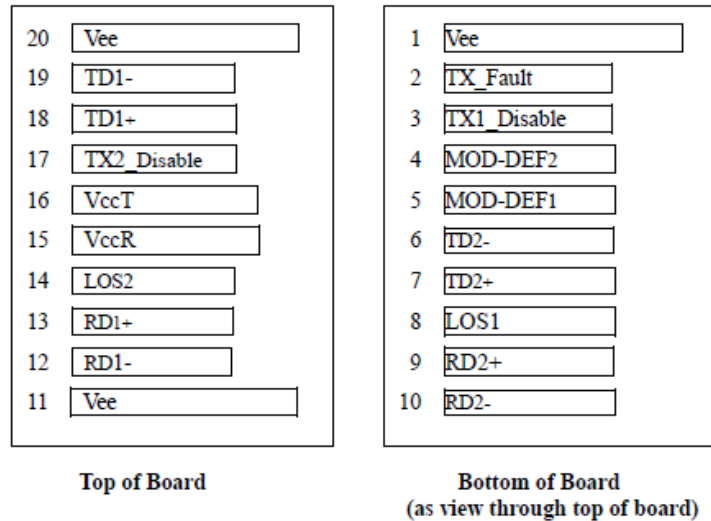 20 Vee
19 TD1-
18 TD1+
17 TX2_Disable
16 VccT
15 VccR
14 LOS2
13 RD1+
12 RD1-
11 Vee
Top of Board
1 Vee
2 TX_Fault
3 TX1_Disable
4 MOD-DEF2
5 MOD-DEF1
6 TD2-
7 TD2+
8 LOS1
9 RD2+
10 RD2-
Bottom of Board
(as view through top of board)